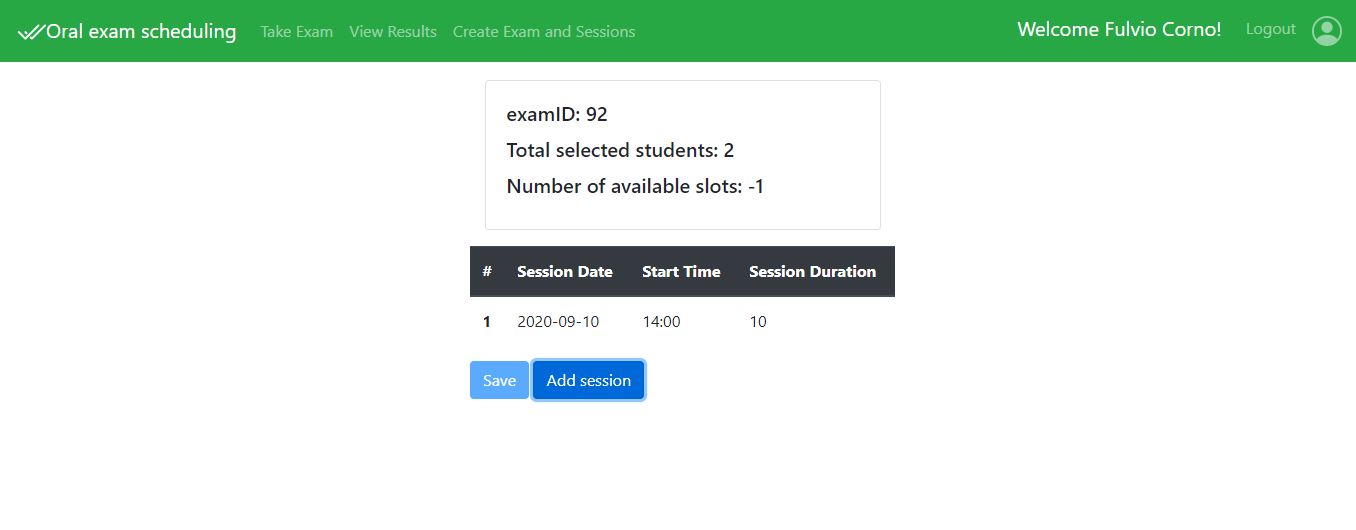 Oral exam scheduling Take Exam View Results Create Exam and Sessions Welcome Fulvio Corno! Logout
examID: 92
Total selected students: 2
Number of available slots: -1
# Session Date Start Time Session Duration
1 2020-09-10 14:00 10
Save Add session